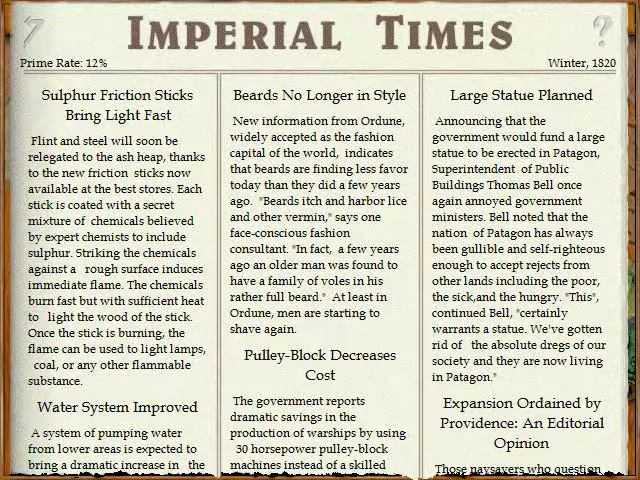 IMPERIAL TIMES
Prime Rate: 12%
Winter, 1820
Sulphur Friction Sticks
Bring Light Fast
Flint and steel will soon be
relegated to the ash heap, thanks
to the new friction sticks now
available at the best stores. Each
stick is coated with a secret
mixture of chemicals believed
by expert chemists to include
sulphur. Striking the chemicals
against a rough surface induces
immediate flame. The chemicals
burn fast but with sufficient heat
to light the wood of the stick.
Once the stick is burning, the
flame can be used to light lamps,
coal, or any other flammable
substance.
Water System Improved
A system of pumping water
from lower areas is expected to
bring a dramatic increase in the
Beards No Longer in Style
New information from Ordune,
widely accepted as the fashion
capital of the world, indicates
that beards are finding less favor
today than they did a few years
ago. "Beards itch and harbor lice
and other vermin," says one
face-conscious fashion
consultant. "In fact, a few years
ago an older man was found to
have a family of voles in his
rather full beard." At least in
Ordune, men are starting to
shave again.
Pulley-Block Decreases
Cost
The government reports
dramatic savings in the
production of warships by using
30 horsepower pulley-block
machines instead of a skilled
Large Statue Planned
Announcing that the
government would fund a large
statue to be erected in Patagon,
Superintendent of Public
Buildings Thomas Bell once
again annoyed government
ministers. Bell noted that the
nation of Patagon has always
been gullible and self-righteous
enough to accept rejects from
other lands including the poor,
the sick,and the hungry. "This",
continued Bell, "certainly
warrants a statue. We've gotten
rid of the absolute dregs of our
society and they are now living
in Patagon."
Expansion Ordained by
Providence: An Editorial
Opinion
Those naysayers who question